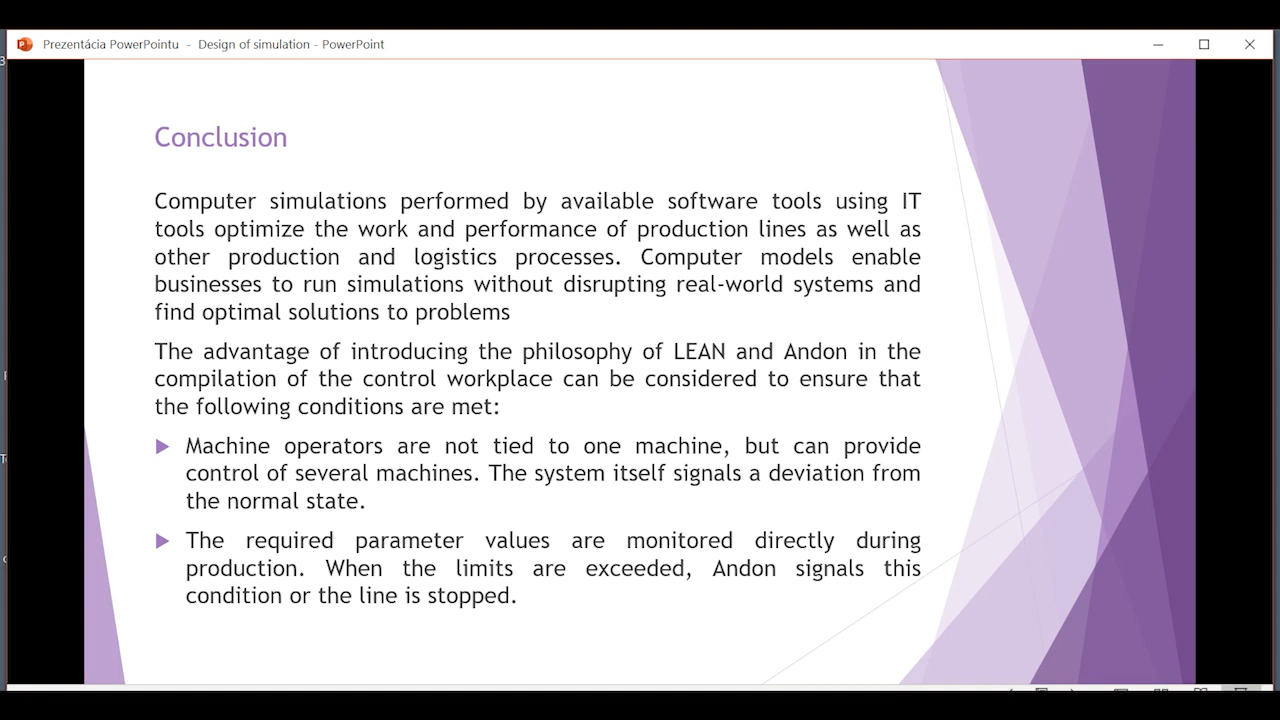 Prezentácia PowerPointu - Design of simulation - PowerPoint
Conclusion
Computer simulations performed by available software tools using IT
tools optimize the work and performance of production lines as well as
other production and logistics processes. Computer models enable
businesses to run simulations without disrupting real-world systems and
find optimal solutions to problems
The advantage of introducing the philosophy of LEAN and Andon in the
compilation of the control workplace can be considered to ensure that
the following conditions are met:
Machine operators are not tied to one machine, but can provide
control of several machines. The system itself signals a deviation from
the normal state.
The required parameter values are monitored directly during
production. When the limits are exceeded, Andon signals this
condition or the line is stopped.